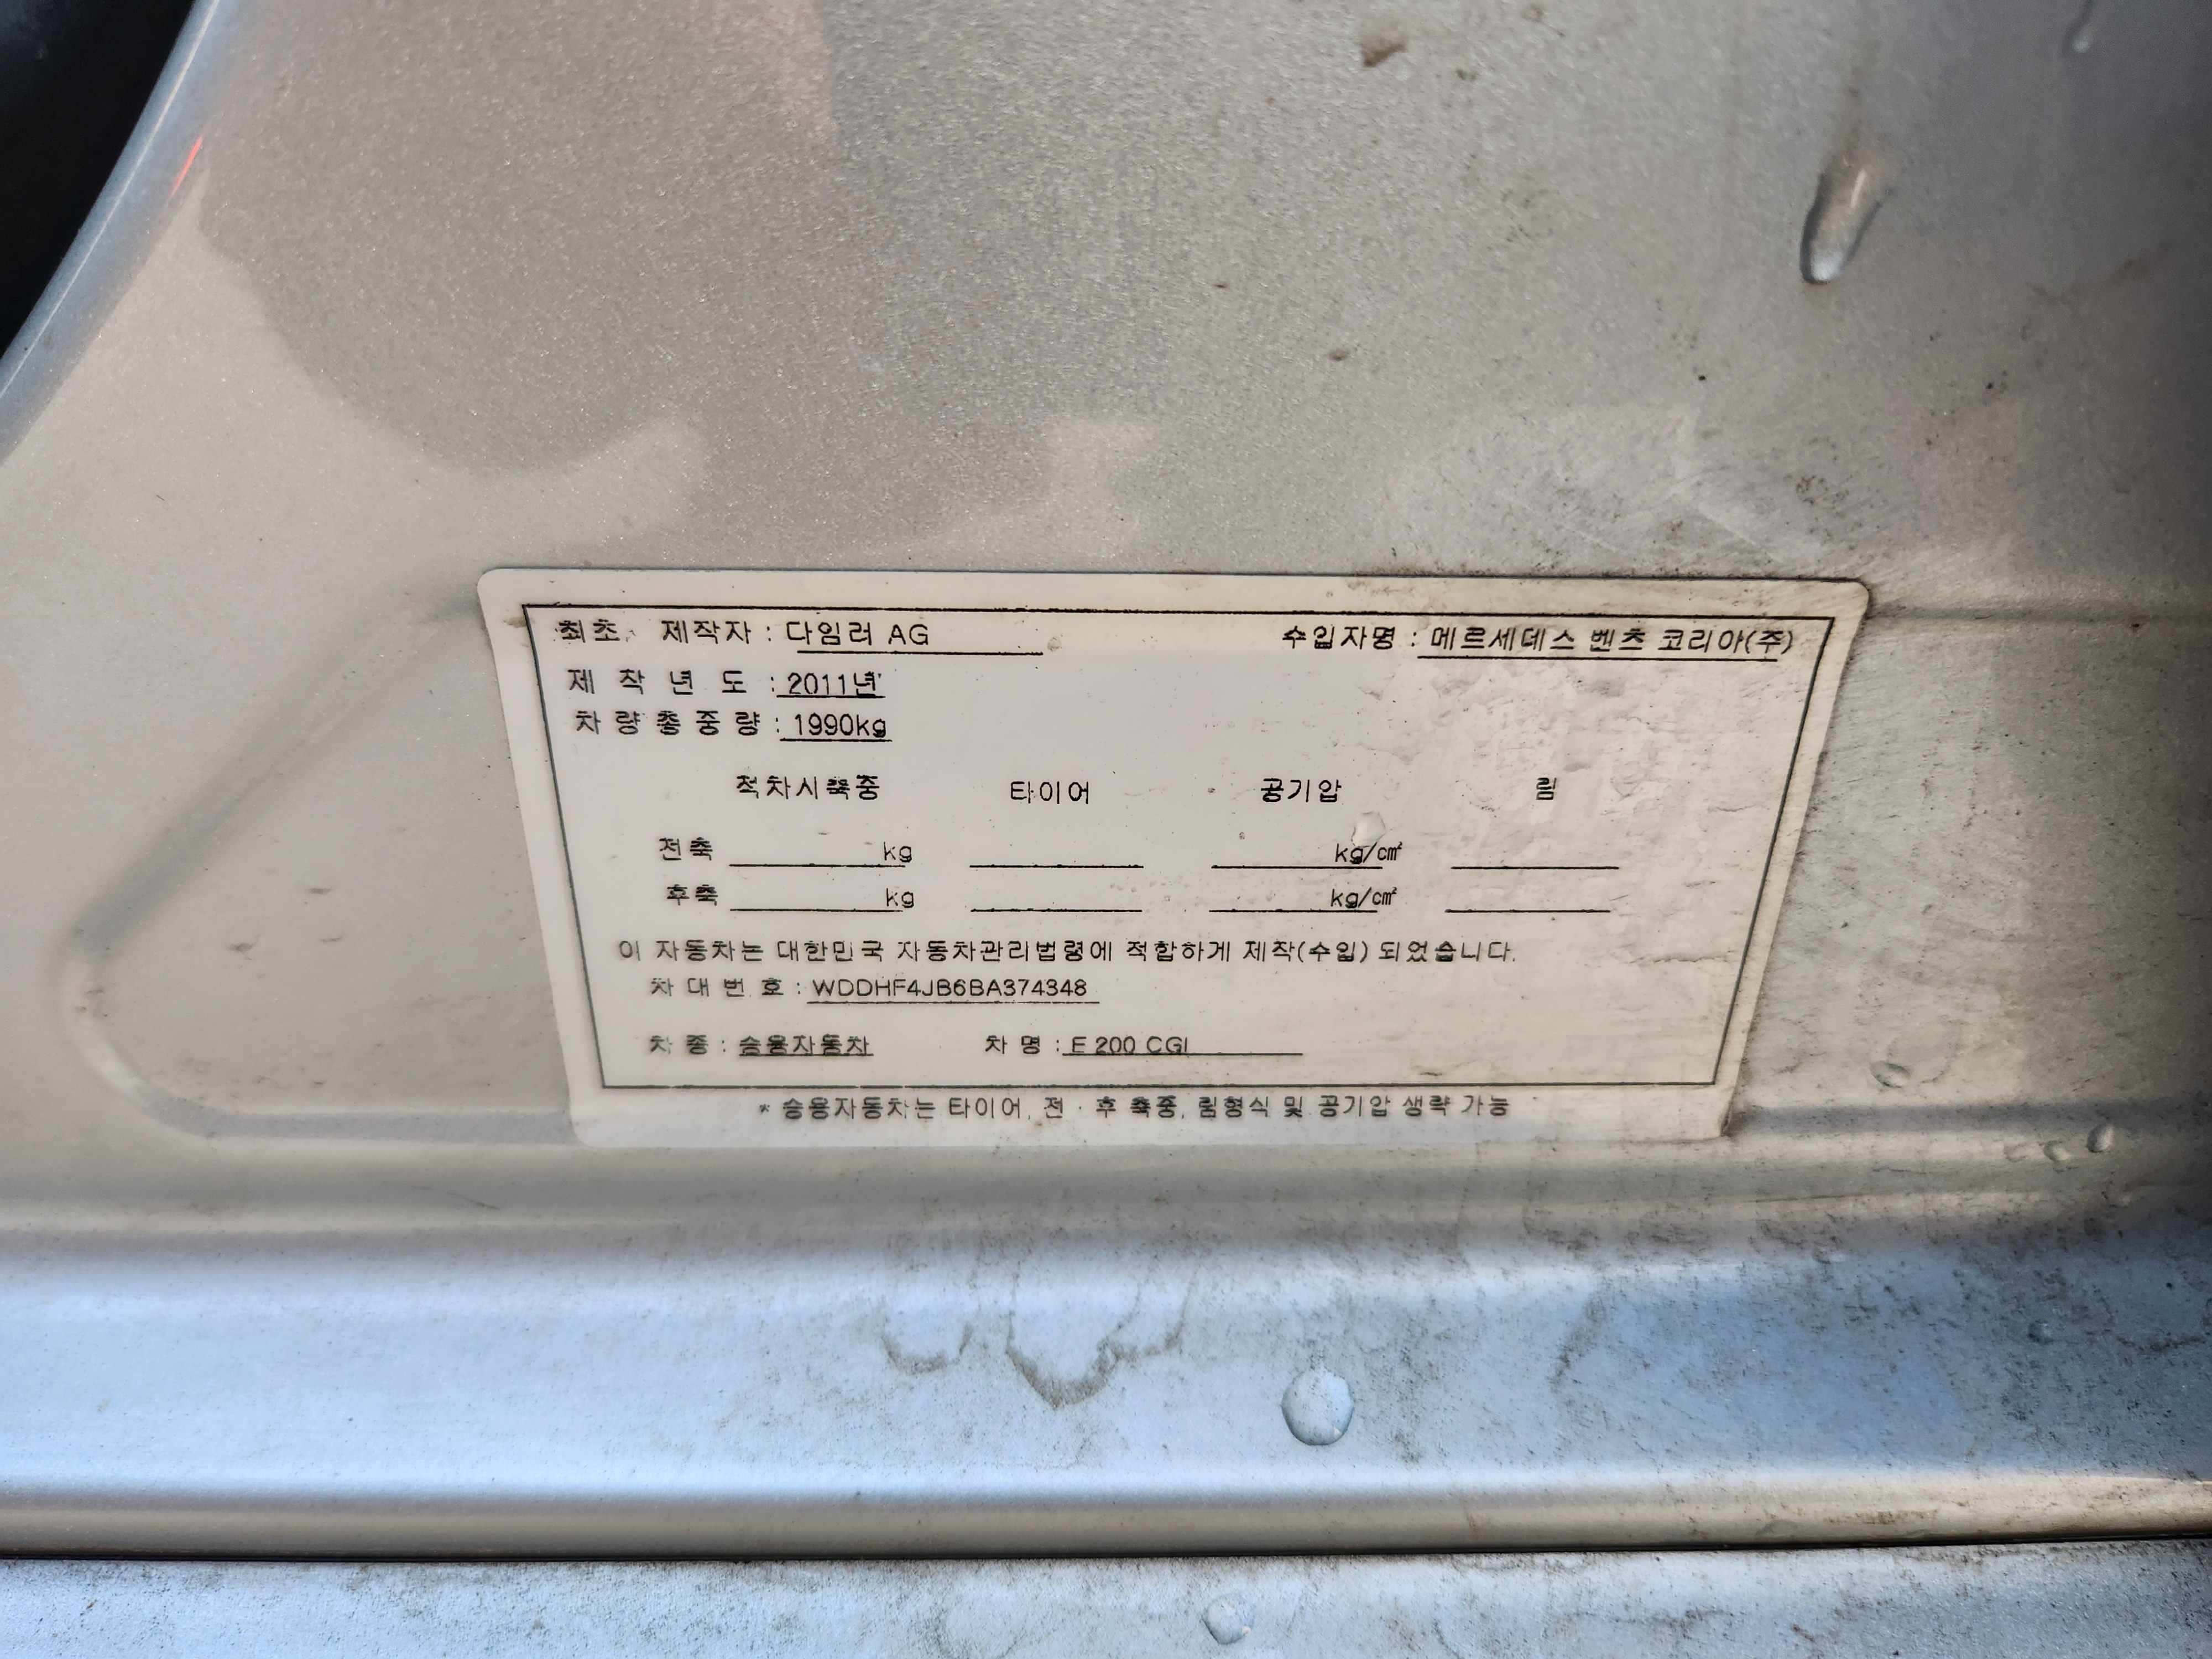 최초 제작자 : 다임러 AG 수입자명 : 메르세데스 벤츠 코리아(주)
제 작 년 도 : 2011년
차 량 총 중 량 : 1990kg
적차시축중 타이어 공기압 림
전축 kg kg/㎠
후축 kg kg/㎠
이 자동차는 대한민국 자동차관리법령에 적합하게 제작(수입) 되었습니다.
차 대 번 호 : WDDHF4JB6BA374348
차 종 : 승용자동차 차 명 : E 200 CGI
* 승용자동차는 타이어, 전 · 후 축중, 림형식 및 공기압 생략 가능